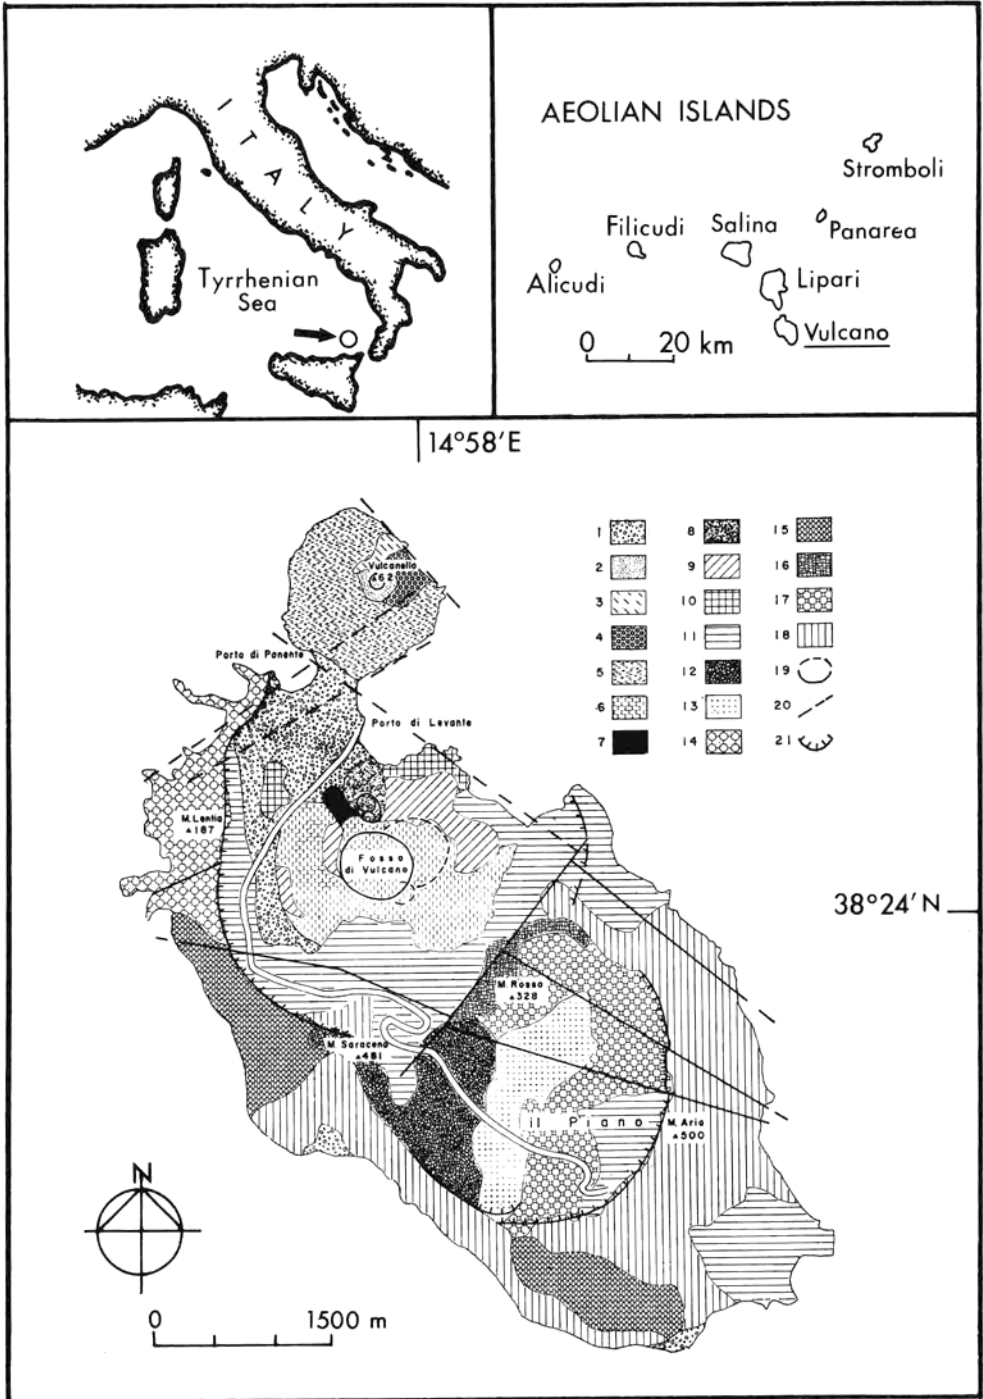 I T A L Y
Tyrrhenian
Sea
AEOLIAN ISLANDS
Stromboli
Filicudi
Salina
Panarea
Alicudi
Lipari
Vulcano
0 20 km
14°58'E
Vulcanello
▲62
Porto di Ponente
Porto di Levante
M. Lentia
▲187
Fossa
di Vulcano
38°24'N
M. Rosso
▲328
M. Saraceno
▲481
il Piano
M. Aria
▲500
1
2
3
4
5
6
7
8
9
10
11
12
13
14
15
16
17
18
19
20
21
N
0 1500 m